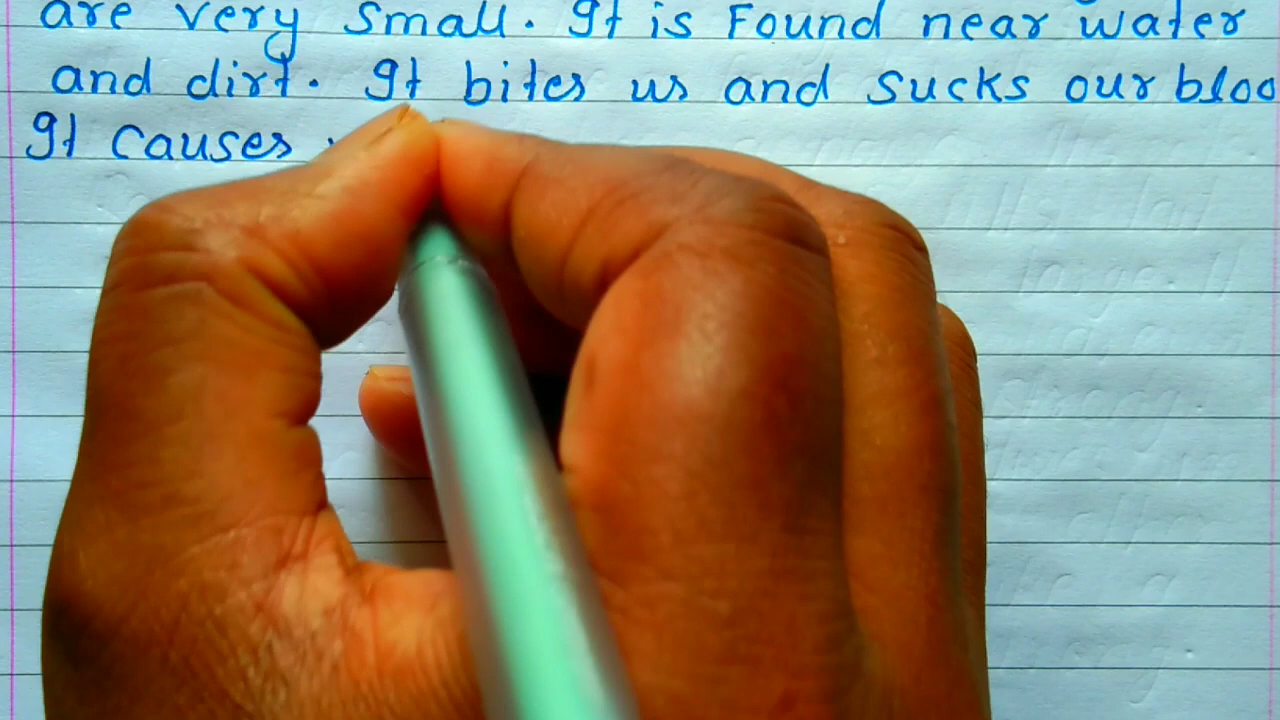 are very small. It is Found near water
and dirt. It bites us and sucks our bloo
It causes